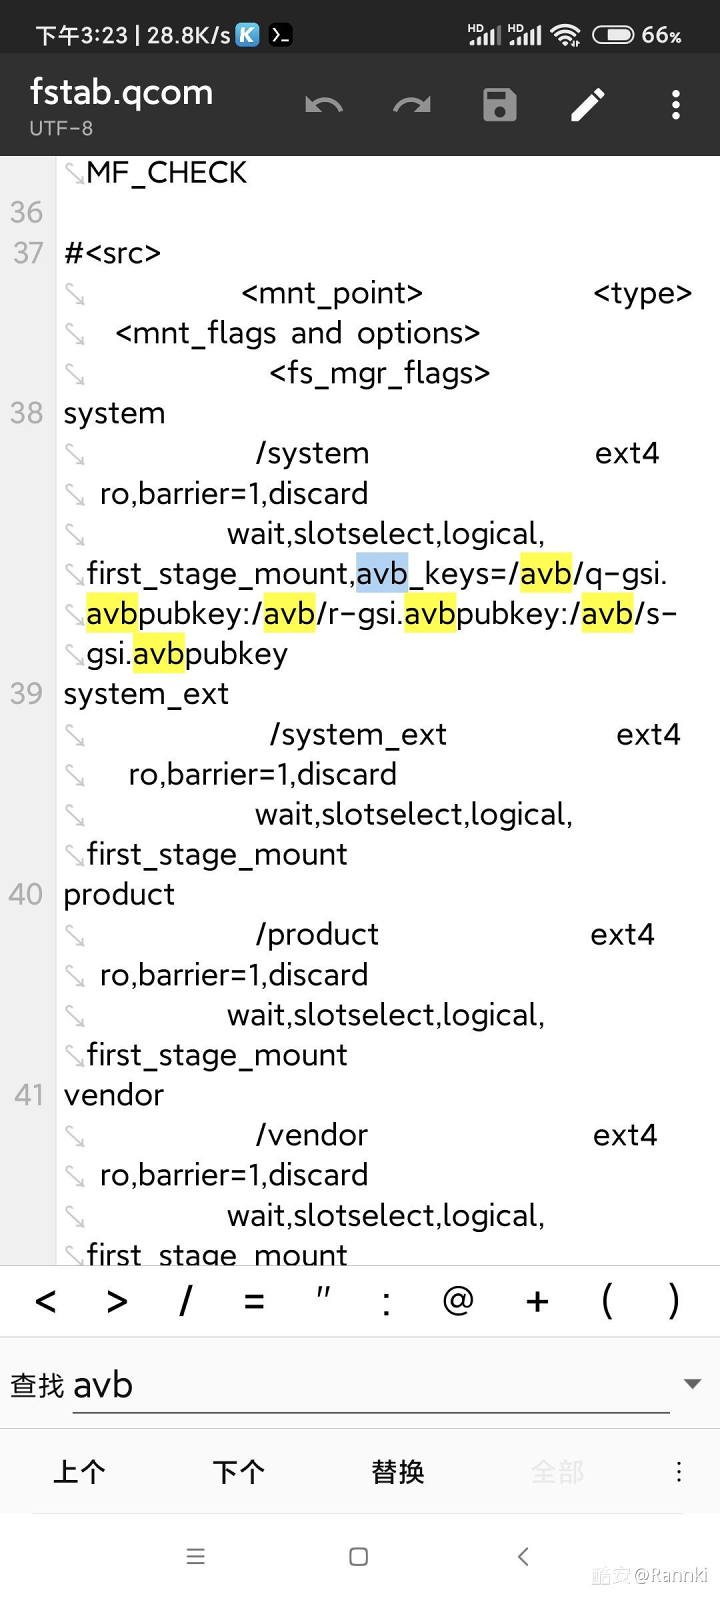 下午3:23 | 28.8K/s K >_ HD HD 66%
fstab.qcom
UTF-8
MF_CHECK
36
37 #<src>
<mnt_point> <type>
<mnt_flags and options>
<fs_mgr_flags>
38 system
/system ext4
ro,barrier=1,discard
wait,slotselect,logical,
first_stage_mount,avb_keys=/avb/q-gsi.
avbpubkey:/avb/r-gsi.avbpubkey:/avb/s-
gsi.avbpubkey
39 system_ext
/system_ext ext4
ro,barrier=1,discard
wait,slotselect,logical,
first_stage_mount
40 product
/product ext4
ro,barrier=1,discard
wait,slotselect,logical,
first_stage_mount
41 vendor
/vendor ext4
ro,barrier=1,discard
wait,slotselect,logical,
first_stage_mount
< > / = " : @ + ( )
查找 avb
上个 下个 替换 全部
酷安@Rannki